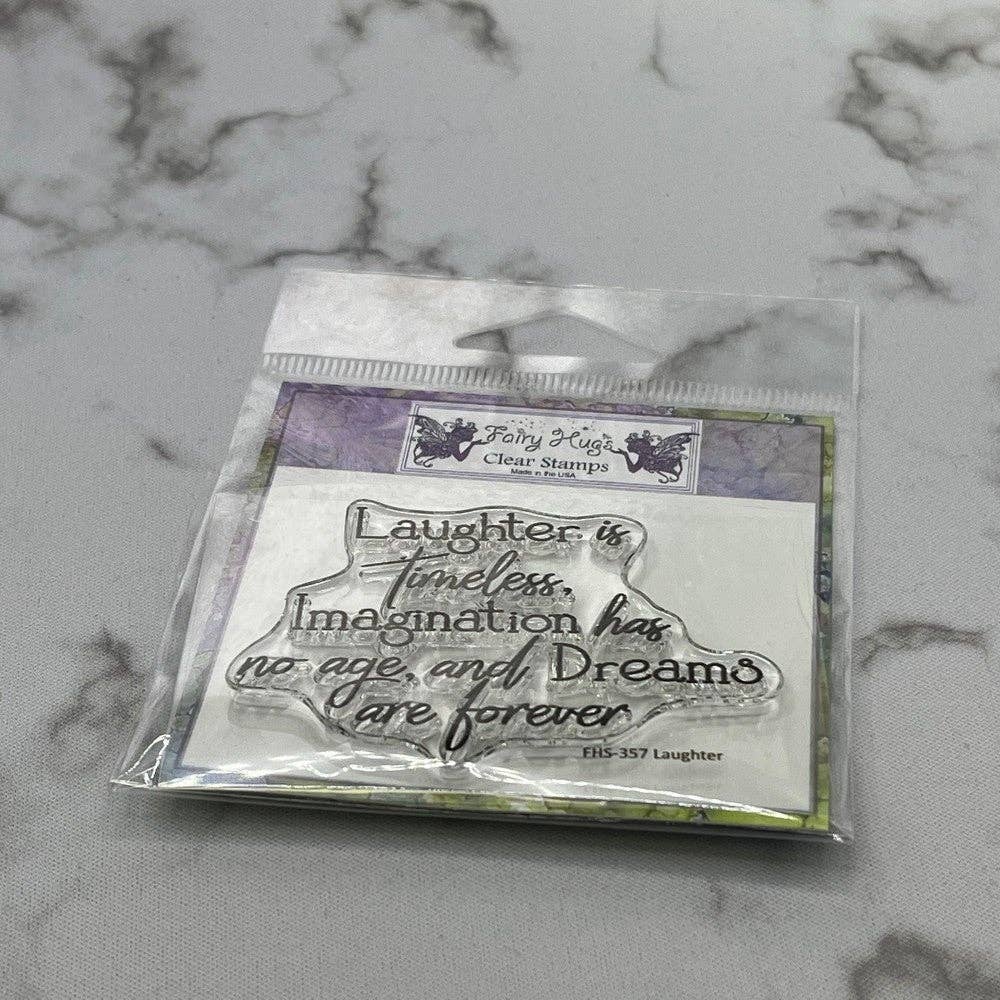 Fairy Hugs
Clear Stamps
Made in the USA
Laughter is
Timeless,
Imagination has
no age, and Dreams
are forever
FHS-357 Laughter